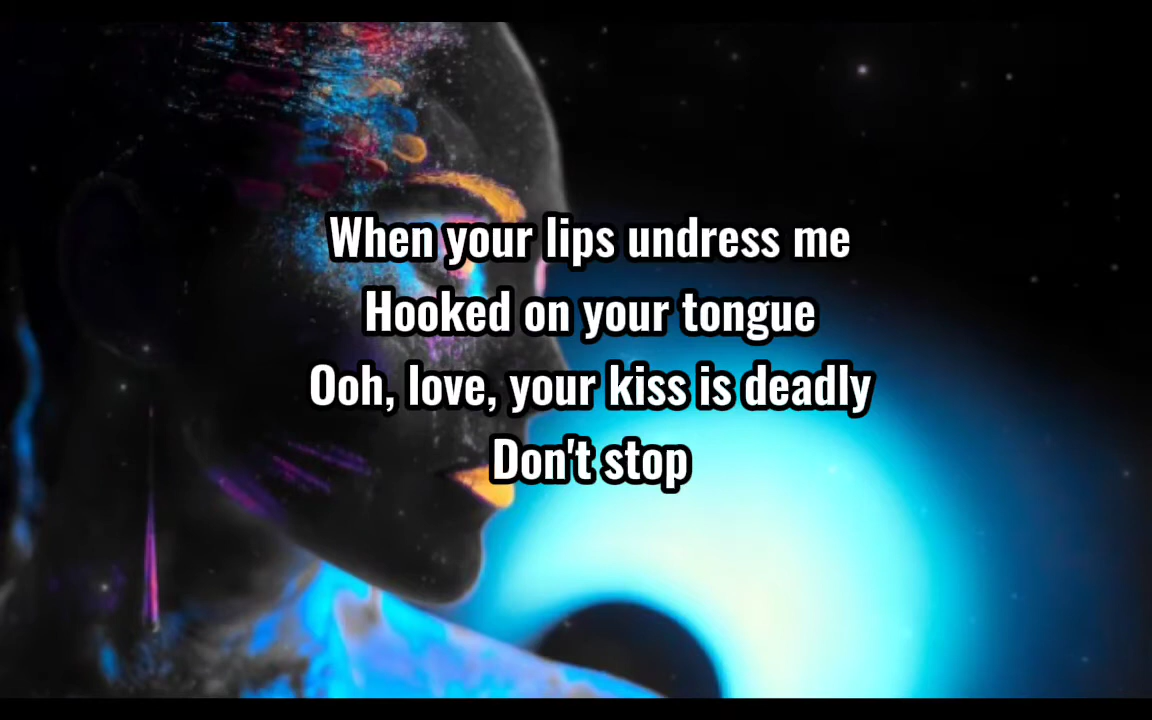 When your lips undress me
Hooked on your tongue
Ooh, love, your kiss is deadly
Don't stop